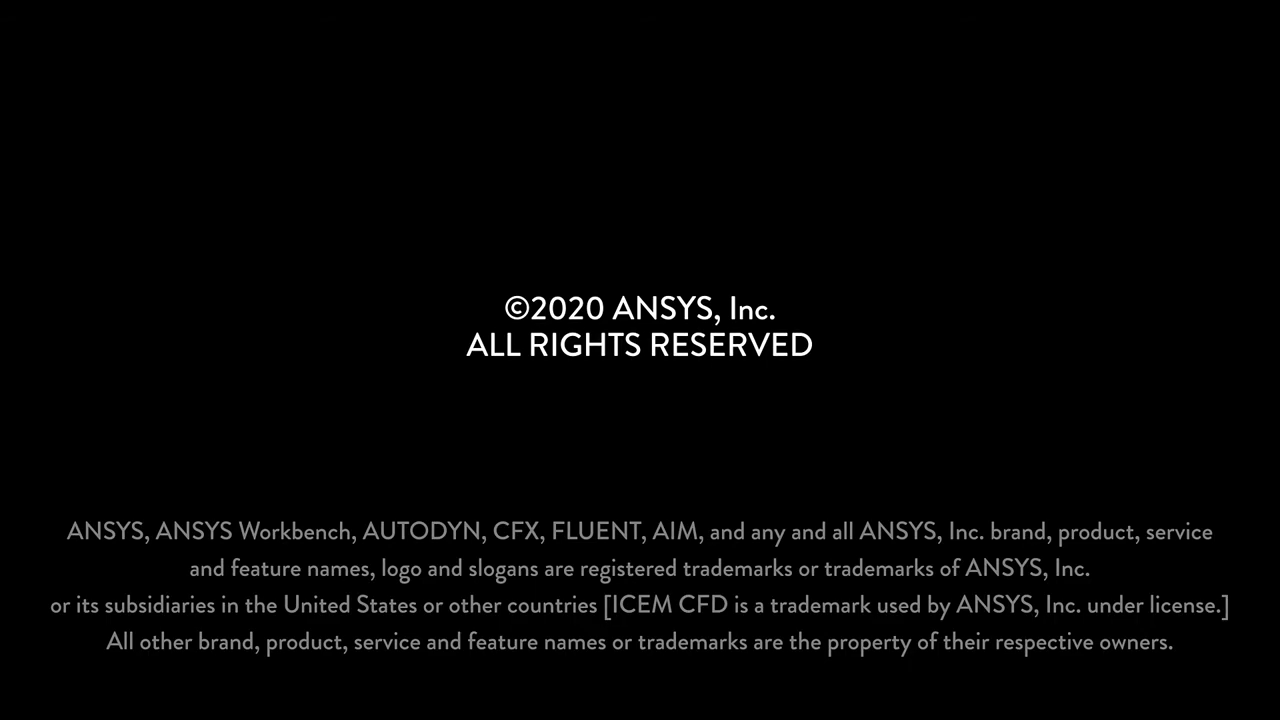 ©2020 ANSYS, Inc.
ALL RIGHTS RESERVED
ANSYS, ANSYS Workbench, AUTODYN, CFX, FLUENT, AIM, and any and all ANSYS, Inc. brand, product, service
and feature names, logo and slogans are registered trademarks or trademarks of ANSYS, Inc.
or its subsidiaries in the United States or other countries [ICEM CFD is a trademark used by ANSYS, Inc. under license.]
All other brand, product, service and feature names or trademarks are the property of their respective owners.